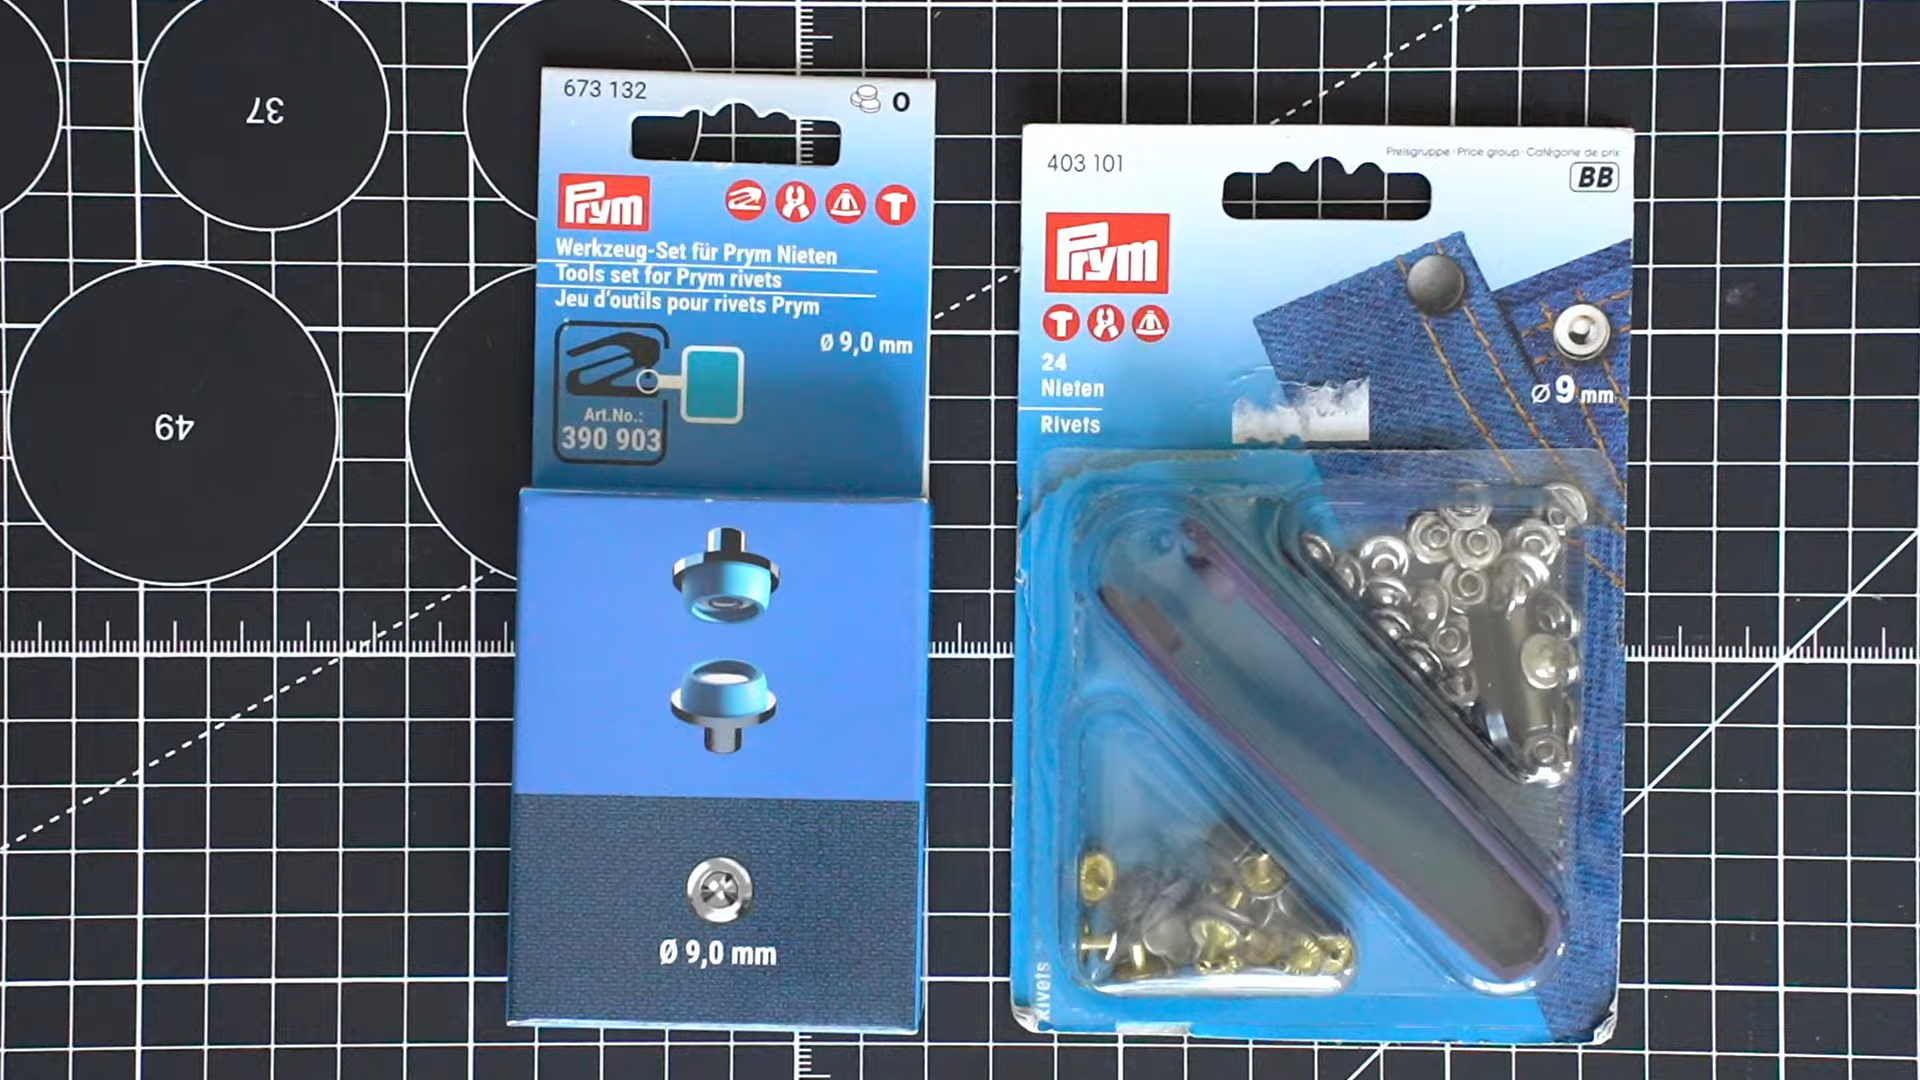 37
49
673 132
0
Prym
Werkzeug-Set für Prym Nieten
Tools set for Prym rivets
Jeu d'outils pour rivets Prym
ø 9,0 mm
Art.No.:
390 903
Ø 9,0 mm
403 101
Preisgruppe · Price group · Catégorie de prix
BB
Prym
24
Nieten
Rivets
Ø 9 mm
Rivets